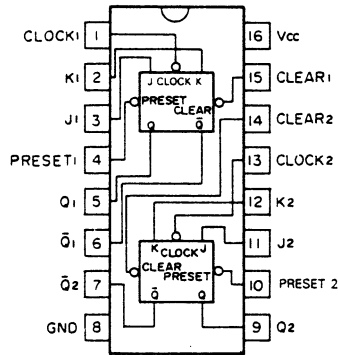 CLOCK1 1 16 Vcc
K1 2 15 CLEAR1
J1 3 14 CLEAR2
PRESET1 4 13 CLOCK2
Q1 5 12 K2
Q̄1 6 11 J2
Q̄2 7 10 PRESET 2
GND 8 9 Q2
J CLOCK K
PRESET
CLEAR
Q Q̄
K CLOCK J
CLEAR
PRESET
Q̄ Q